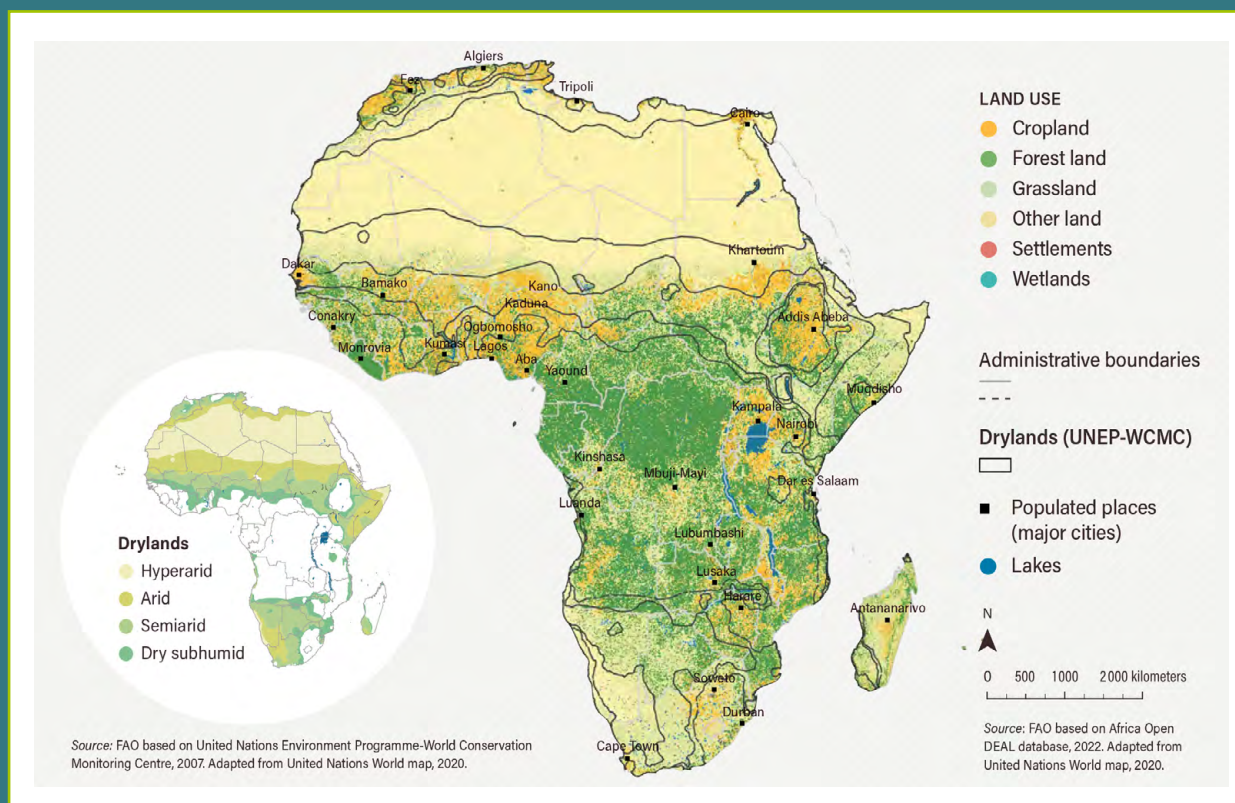 Algiers
Fez
Tripoli
Cairo
Khartoum
Dakar
Bamako
Kano
Kaduna
Conakry
Ogbomosho
Addis Abeba
Monrovia
Kumasi
Lagos
Aba
Yaound
Muqdisho
Kampala
Nairobi
Kinshasa
Mbuji-Mayi
Dar es Salaam
Luanda
Lubumbashi
Lusaka
Harare
Antananarivo
Soweto
Durban
Cape Town
LAND USE
Cropland
Forest land
Grassland
Other land
Settlements
Wetlands
Administrative boundaries
Drylands (UNEP-WCMC)
Populated places
(major cities)
Lakes
N
0 500 1000 2 000 kilometers
Source: FAO based on Africa Open
DEAL database, 2022. Adapted from
United Nations World map, 2020.
Drylands
Hyperarid
Arid
Semiarid
Dry subhumid
Source: FAO based on United Nations Environment Programme-World Conservation
Monitoring Centre, 2007. Adapted from United Nations World map, 2020.